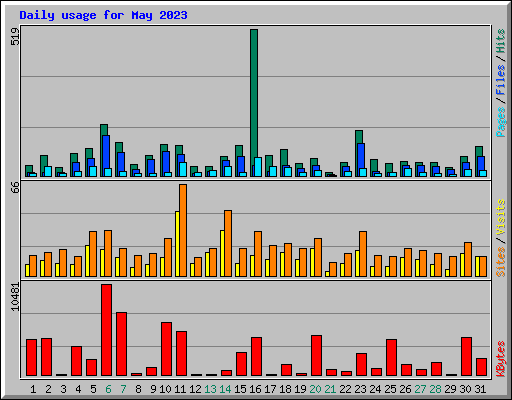 Daily usage for May 2023
519
Pages / Files / Hits
66
Sites / Visits
10481
KBytes
1 2 3 4 5 6 7 8 9 10 11 12 13 14 15 16 17 18 19 20 21 22 23 24 25 26 27 28 29 30 31